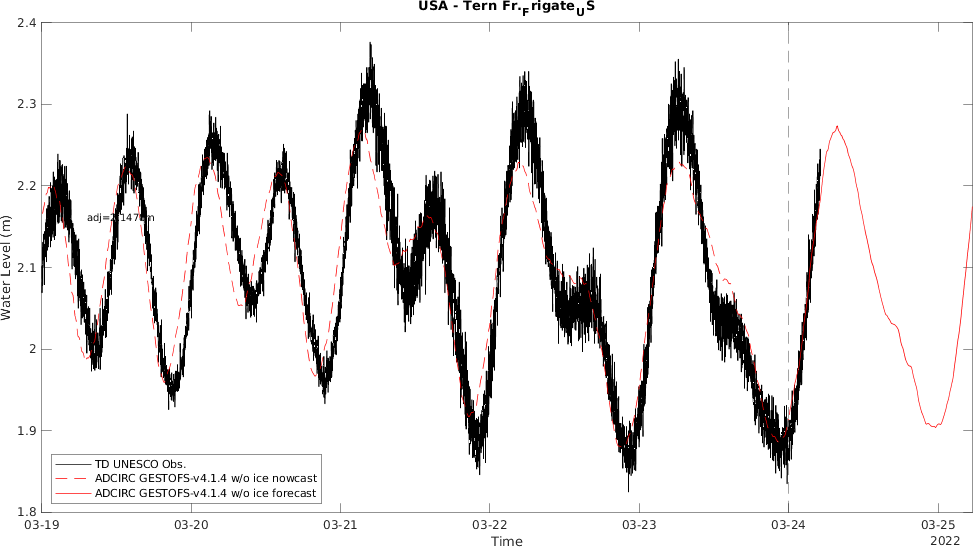 USA - Tern Fr.FrigateUS
2.4
2.3
2.2
2.1
2
1.9
1.8
Water Level (m)
TD UNESCO Obs.
ADCIRC GESTOFS-v4.1.4 w/o ice nowcast
ADCIRC GESTOFS-v4.1.4 w/o ice forecast
03-19 03-20 03-21 03-22 03-23 03-24 03-25
Time
2022